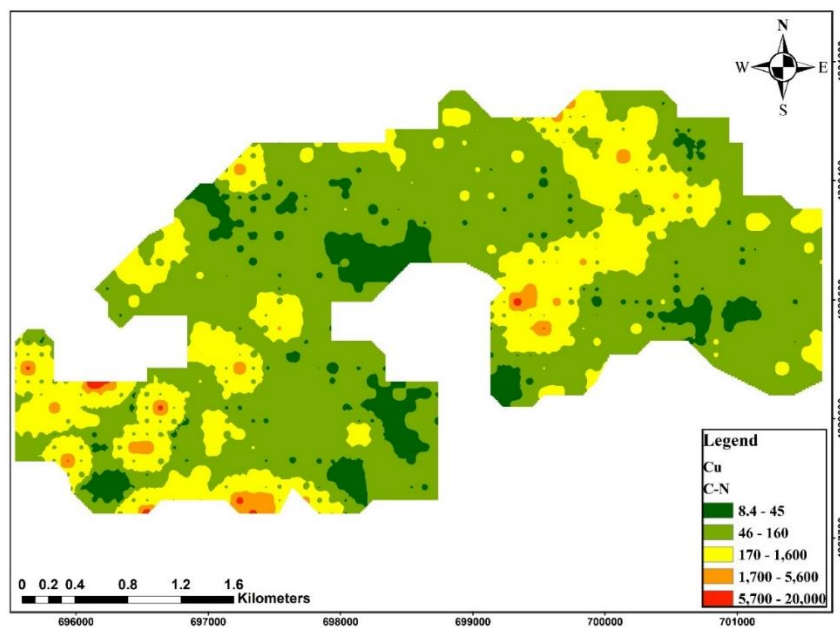 N
W E
S
Legend
Cu
C-N
8.4 - 45
46 - 160
170 - 1,600
1,700 - 5,600
5,700 - 20,000
0 0.2 0.4 0.8 1.2 1.6
Kilometers
696000 697000 698000 699000 700000 701000